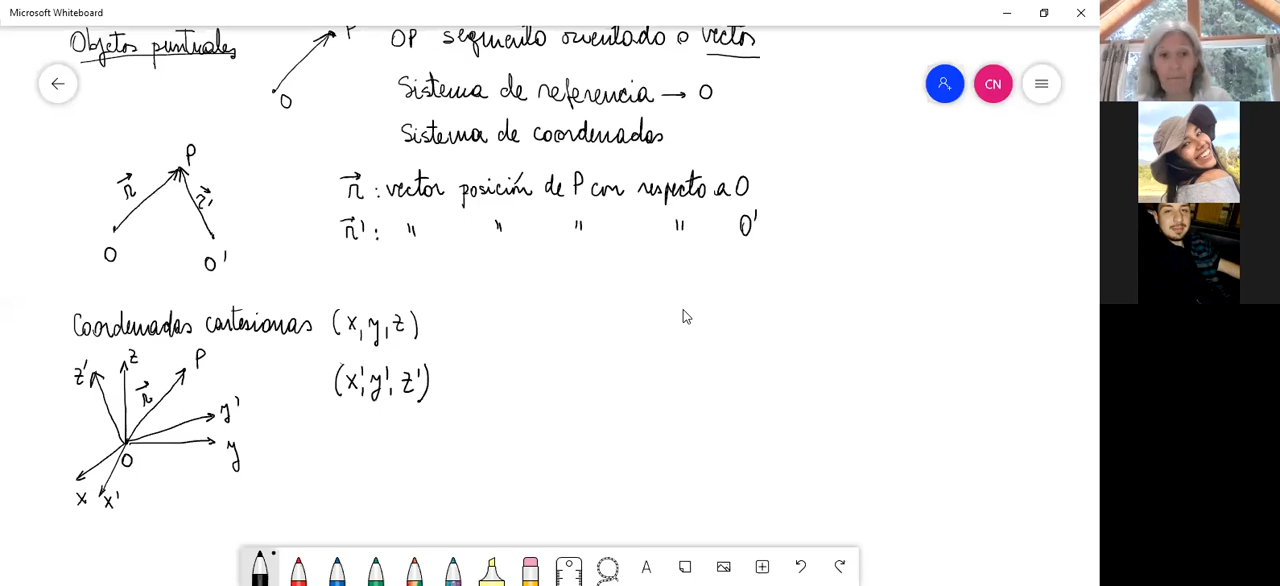 Microsoft Whiteboard
Objetos puntuales
P
O
OP segmento orientado o vector
Sistema de referencia → O
Sistema de coordenadas
CN
P
r⃗
r⃗'
O
O'
r⃗ : vector posición de P con respecto a O
r⃗' : " " " " O'
Coordenadas cartesianas (x, y, z)
(x', y', z')
z'
z
r⃗
P
y'
y
O
x
x'
A